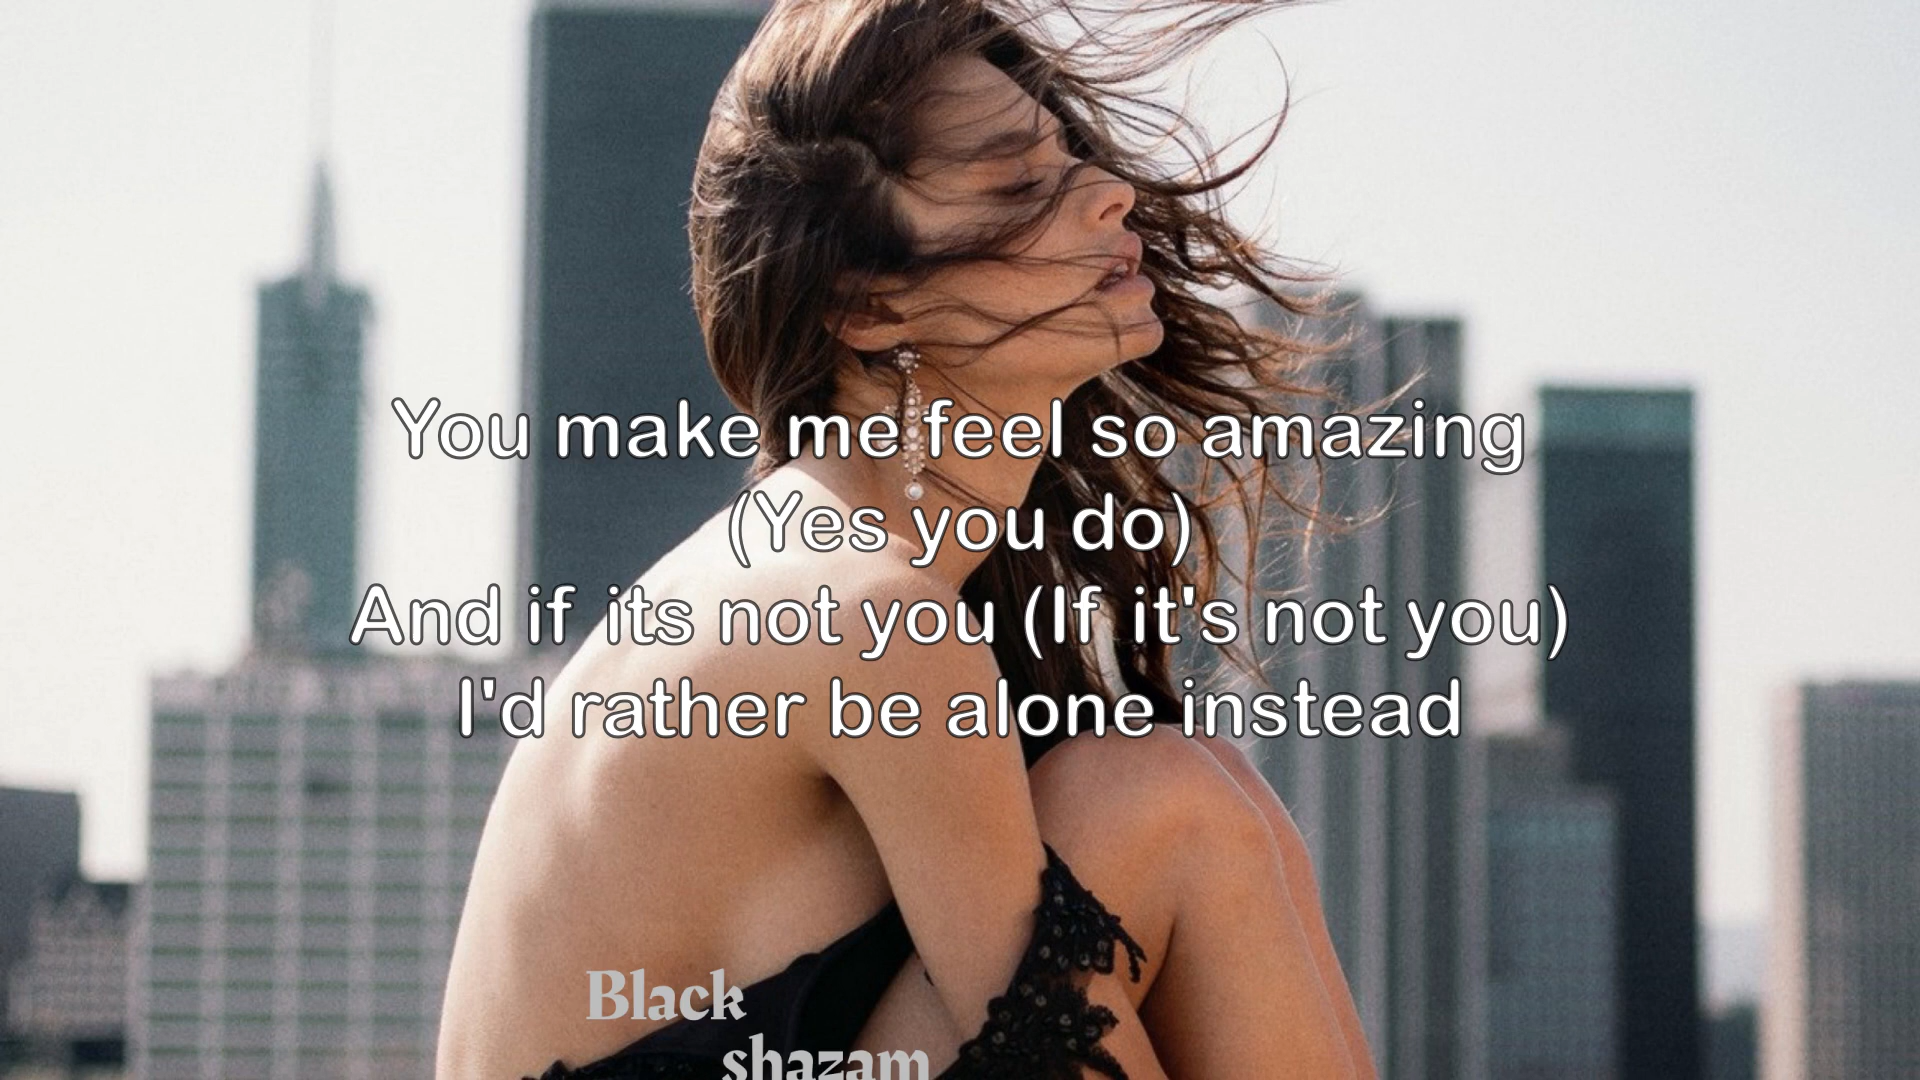 You make me feel so amazing
(Yes you do)
And if its not you (If it's not you)
I'd rather be alone instead
Black
shazam